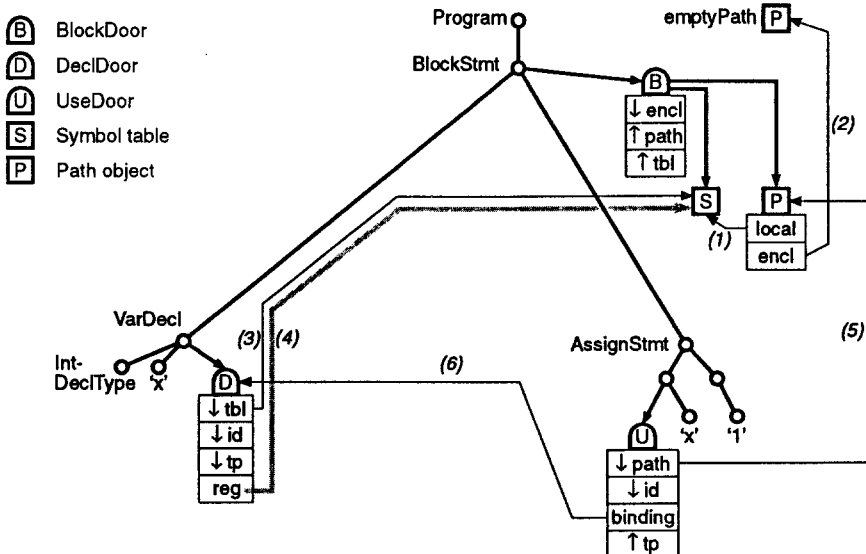 B BlockDoor
D DeclDoor
U UseDoor
S Symbol table
P Path object
Program
BlockStmt
emptyPath P
B
↓ encl
↑ path
↑ tbl
(2)
S
P
(1)
local
encl
VarDecl
Int-
DeclType
'x'
D
↓ tbl
↓ id
↓ tp
reg
(3)
(4)
(5)
(6)
AssignStmt
U
'x'
'1'
↓ path
↓ id
binding
↑ tp